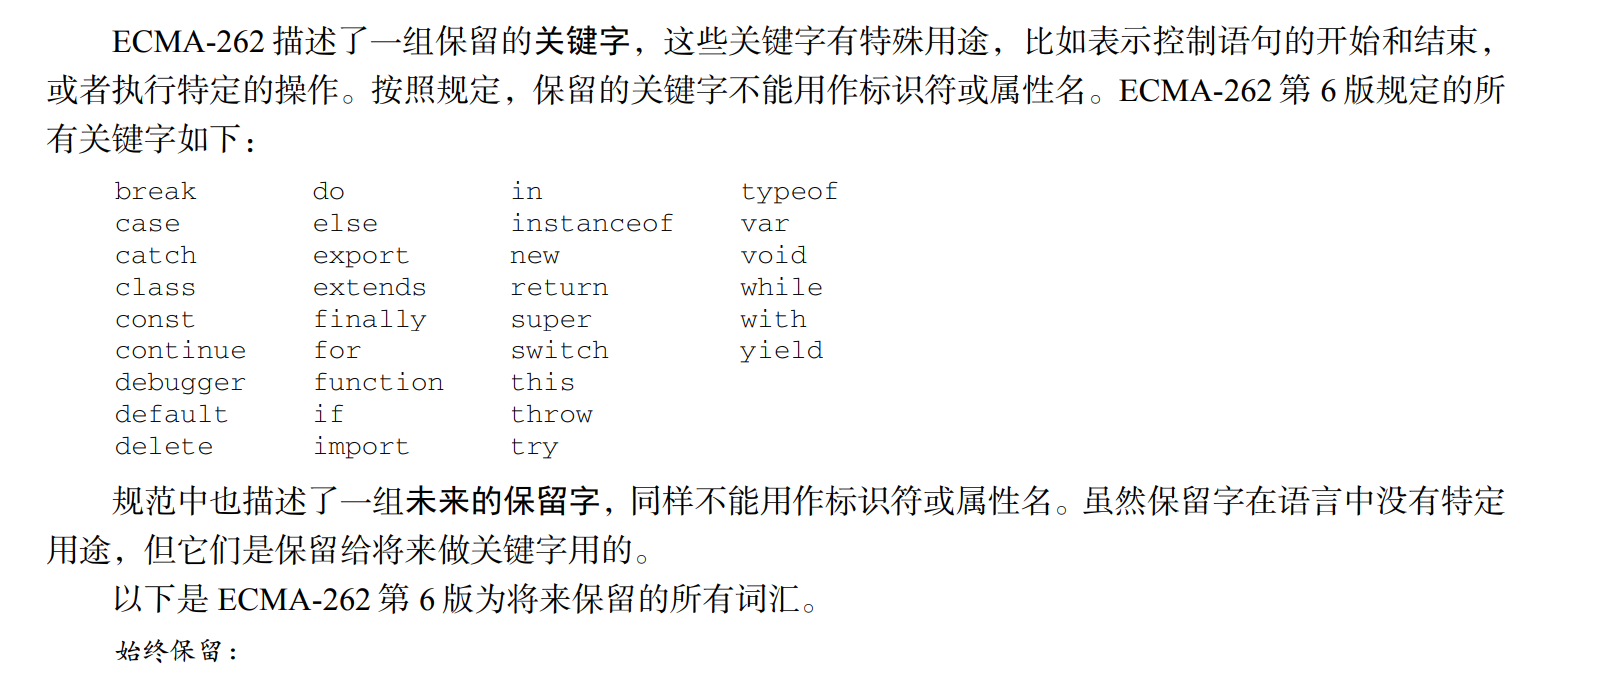 ECMA-262 描述了一组保留的关键字，这些关键字有特殊用途，比如表示控制语句的开始和结束，
或者执行特定的操作。按照规定，保留的关键字不能用作标识符或属性名。ECMA-262 第 6 版规定的所
有关键字如下：
break do in typeof
case else instanceof var
catch export new void
class extends return while
const finally super with
continue for switch yield
debugger function this
default if throw
delete import try
规范中也描述了一组未来的保留字，同样不能用作标识符或属性名。虽然保留字在语言中没有特定
用途，但它们是保留给将来做关键字用的。
以下是 ECMA-262 第 6 版为将来保留的所有词汇。
始终保留：